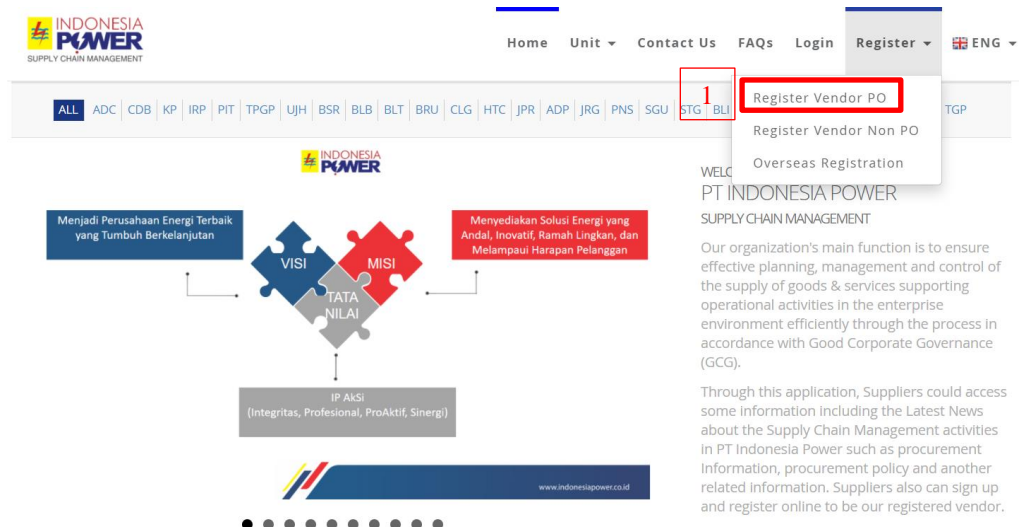 INDONESIA
POWER
SUPPLY CHAIN MANAGEMENT
Home Unit Contact Us FAQs Login Register ENG
1
Register Vendor PO
Register Vendor Non PO
Overseas Registration
ALL ADC CDB KP IRP PIT TPGP UJH BSR BLB BLT BRU CLG HTC JPR ADP JRG PNS SGU STG BLI TGP
INDONESIA
POWER
Menjadi Perusahaan Energi Terbaik
yang Tumbuh Berkelanjutan
Menyediakan Solusi Energi yang
Andal, Inovatif, Ramah Lingkan, dan
Melampaui Harapan Pelanggan
VISI
MISI
TATA
NILAI
IP AkSi
(Integritas, Profesional, ProAktif, Sinergi)
www.indonesiapower.co.id
PT INDONESIA POWER
SUPPLY CHAIN MANAGEMENT
Our organization's main function is to ensure
effective planning, management and control of
the supply of goods & services supporting
operational activities in the enterprise
environment efficiently through the process in
accordance with Good Corporate Governance
(GCG).
Through this application, Suppliers could access
some information including the Latest News
about the Supply Chain Management activities
in PT Indonesia Power such as procurement
Information, procurement policy and another
related information. Suppliers also can sign up
and register online to be our registered vendor.